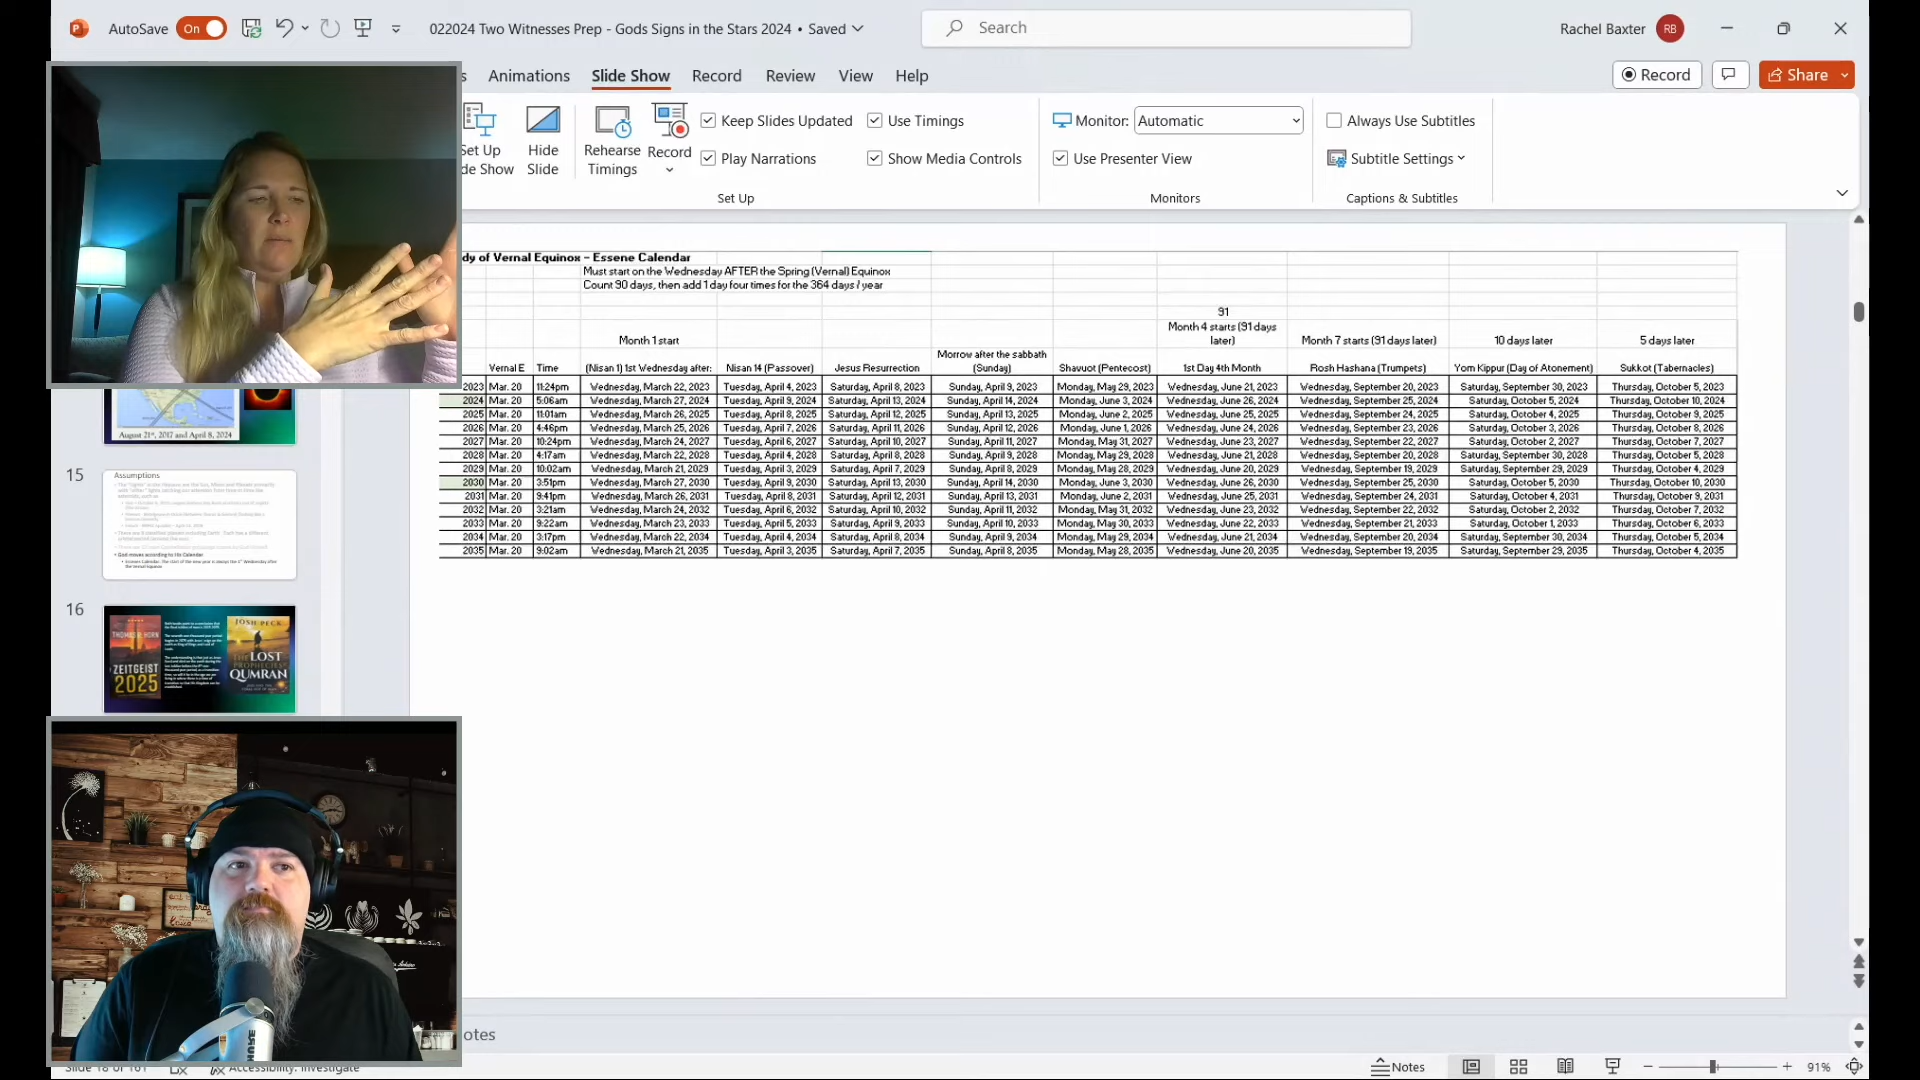 AutoSave On 022024 Two Witnesses Prep - Gods Signs in the Stars 2024 • Saved Search Rachel Baxter RB
Animations Slide Show Record Review View Help Record Share
Set Up
Hide
Slide
Rehearse
Timings
Record
Keep Slides Updated Use Timings
Play Narrations Show Media Controls
Set Up
Monitor: Automatic
Use Presenter View
Monitors
Always Use Subtitles
Subtitle Settings
Captions & Subtitles
dy of Vernal Equinox - Essene Calendar
Must start on the Wednesday AFTER the Spring (Vernal) Equinox
Count 90 days, then add 1 day four times for the 364 days / year
91
Month 1 start Month 4 starts (91 days later) Month 7 starts (91 days later) 10 days later 5 days later
Vernal E Time (Nisan 1) 1st Wednesday after: Nisan 14 (Passover) Jesus Resurrection Morrow after the sabbath (Sunday) Shavuot (Pentecost) 1st Day 4th Month Rosh Hashana (Trumpets) Yom Kippur (Day of Atonement) Sukkot (Tabernacles)
2023 Mar. 20 11:24pm Wednesday, March 22, 2023 Tuesday, April 4, 2023 Saturday, April 8, 2023 Sunday, April 9, 2023 Monday, May 29, 2023 Wednesday, June 21, 2023 Wednesday, September 20, 2023 Saturday, September 30, 2023 Thursday, October 5, 2023
2024 Mar. 20 5:06am Wednesday, March 27, 2024 Tuesday, April 9, 2024 Saturday, April 13, 2024 Sunday, April 14, 2024 Monday, June 3, 2024 Wednesday, June 26, 2024 Wednesday, September 25, 2024 Saturday, October 5, 2024 Thursday, October 10, 2024
2025 Mar. 20 11:01am Wednesday, March 26, 2025 Tuesday, April 8, 2025 Saturday, April 12, 2025 Sunday, April 13, 2025 Monday, June 2, 2025 Wednesday, June 25, 2025 Wednesday, September 24, 2025 Saturday, October 4, 2025 Thursday, October 9, 2025
2026 Mar. 20 4:46pm Wednesday, March 25, 2026 Tuesday, April 7, 2026 Saturday, April 11, 2026 Sunday, April 12, 2026 Monday, June 1, 2026 Wednesday, June 24, 2026 Wednesday, September 23, 2026 Saturday, October 3, 2026 Thursday, October 8, 2026
2027 Mar. 20 10:24pm Wednesday, March 24, 2027 Tuesday, April 6, 2027 Saturday, April 10, 2027 Sunday, April 11, 2027 Monday, May 31, 2027 Wednesday, June 23, 2027 Wednesday, September 22, 2027 Saturday, October 2, 2027 Thursday, October 7, 2027
2028 Mar. 20 4:17am Wednesday, March 22, 2028 Tuesday, April 4, 2028 Saturday, April 8, 2028 Sunday, April 9, 2028 Monday, May 29, 2028 Wednesday, June 21, 2028 Wednesday, September 20, 2028 Saturday, September 30, 2028 Thursday, October 5, 2028
2029 Mar. 20 10:02am Wednesday, March 21, 2029 Tuesday, April 3, 2029 Saturday, April 7, 2029 Sunday, April 8, 2029 Monday, May 28, 2029 Wednesday, June 20, 2029 Wednesday, September 19, 2029 Saturday, September 29, 2029 Thursday, October 4, 2029
2030 Mar. 20 3:51pm Wednesday, March 27, 2030 Tuesday, April 9, 2030 Saturday, April 13, 2030 Sunday, April 14, 2030 Monday, June 3, 2030 Wednesday, June 26, 2030 Wednesday, September 25, 2030 Saturday, October 5, 2030 Thursday, October 10, 2030
2031 Mar. 20 9:41pm Wednesday, March 26, 2031 Tuesday, April 8, 2031 Saturday, April 12, 2031 Sunday, April 13, 2031 Monday, June 2, 2031 Wednesday, June 25, 2031 Wednesday, September 24, 2031 Saturday, October 4, 2031 Thursday, October 9, 2031
2032 Mar. 20 3:21am Wednesday, March 24, 2032 Tuesday, April 6, 2032 Saturday, April 10, 2032 Sunday, April 11, 2032 Monday, May 31, 2032 Wednesday, June 23, 2032 Wednesday, September 22, 2032 Saturday, October 2, 2032 Thursday, October 7, 2032
2033 Mar. 20 9:22am Wednesday, March 23, 2033 Tuesday, April 5, 2033 Saturday, April 9, 2033 Sunday, April 10, 2033 Monday, May 30, 2033 Wednesday, June 22, 2033 Wednesday, September 21, 2033 Saturday, October 1, 2033 Thursday, October 6, 2033
2034 Mar. 20 3:17pm Wednesday, March 22, 2034 Tuesday, April 4, 2034 Saturday, April 8, 2034 Sunday, April 9, 2034 Monday, May 29, 2034 Wednesday, June 21, 2034 Wednesday, September 20, 2034 Saturday, September 30, 2034 Thursday, October 5, 2034
2035 Mar. 20 9:02am Wednesday, March 21, 2035 Tuesday, April 3, 2035 Saturday, April 7, 2035 Sunday, April 8, 2035 Monday, May 28, 2035 Wednesday, June 20, 2035 Wednesday, September 19, 2035 Saturday, September 29, 2035 Thursday, October 4, 2035
August 21st, 2017 and April 8, 2024
15
Assumptions
16
THOMAS HORN
ZEITGEIST
2025
JOSH PECK
THE LOST
PROPHECIES
QUMRAN
otes
Notes 91%